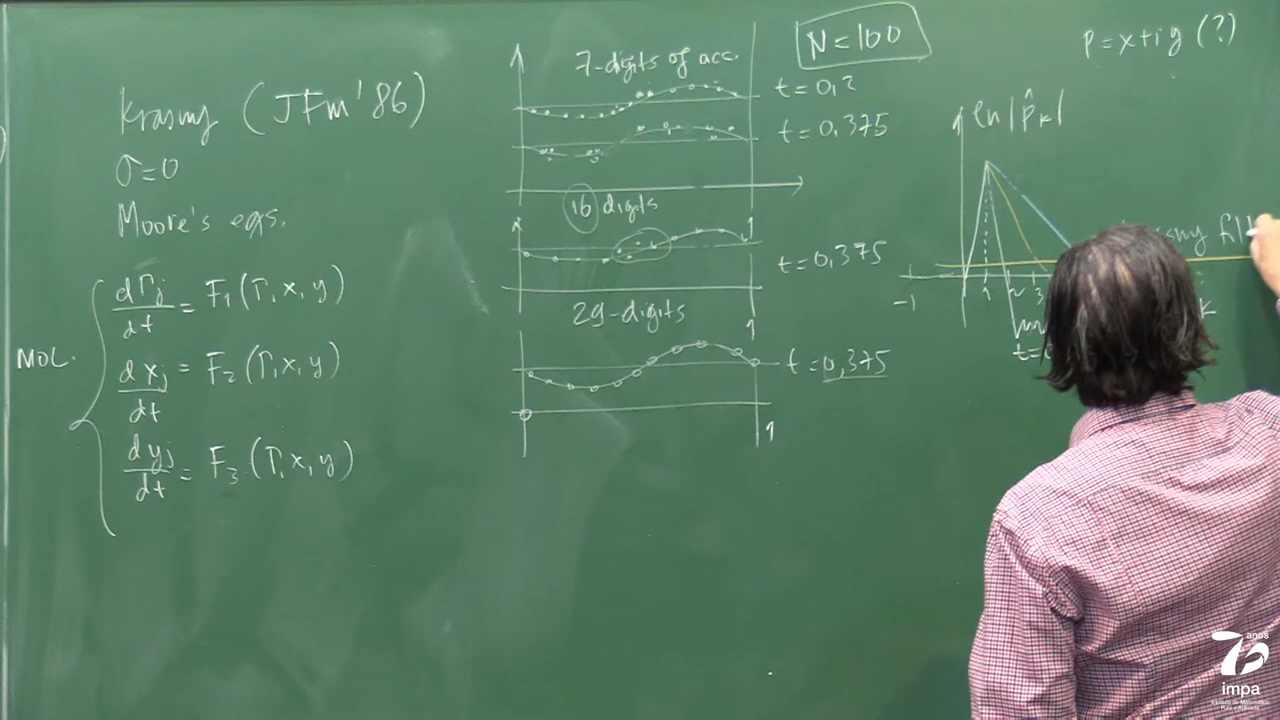 Krasny (JFM '86)
σ=0
Moore's eqs.
MOL.
dΓj/dt = F₁(Γ,x,y)
dxj/dt = F₂(Γ,x,y)
dyj/dt = F₃(Γ,x,y)
N=100
7-digits of acc.
t=0,2
t=0,375
16 digits
t=0,375
1
29-digits
t=0,375
1
p=x+iy (?)
ln|p̂k|
-1 1 2 3
k
anos
impa